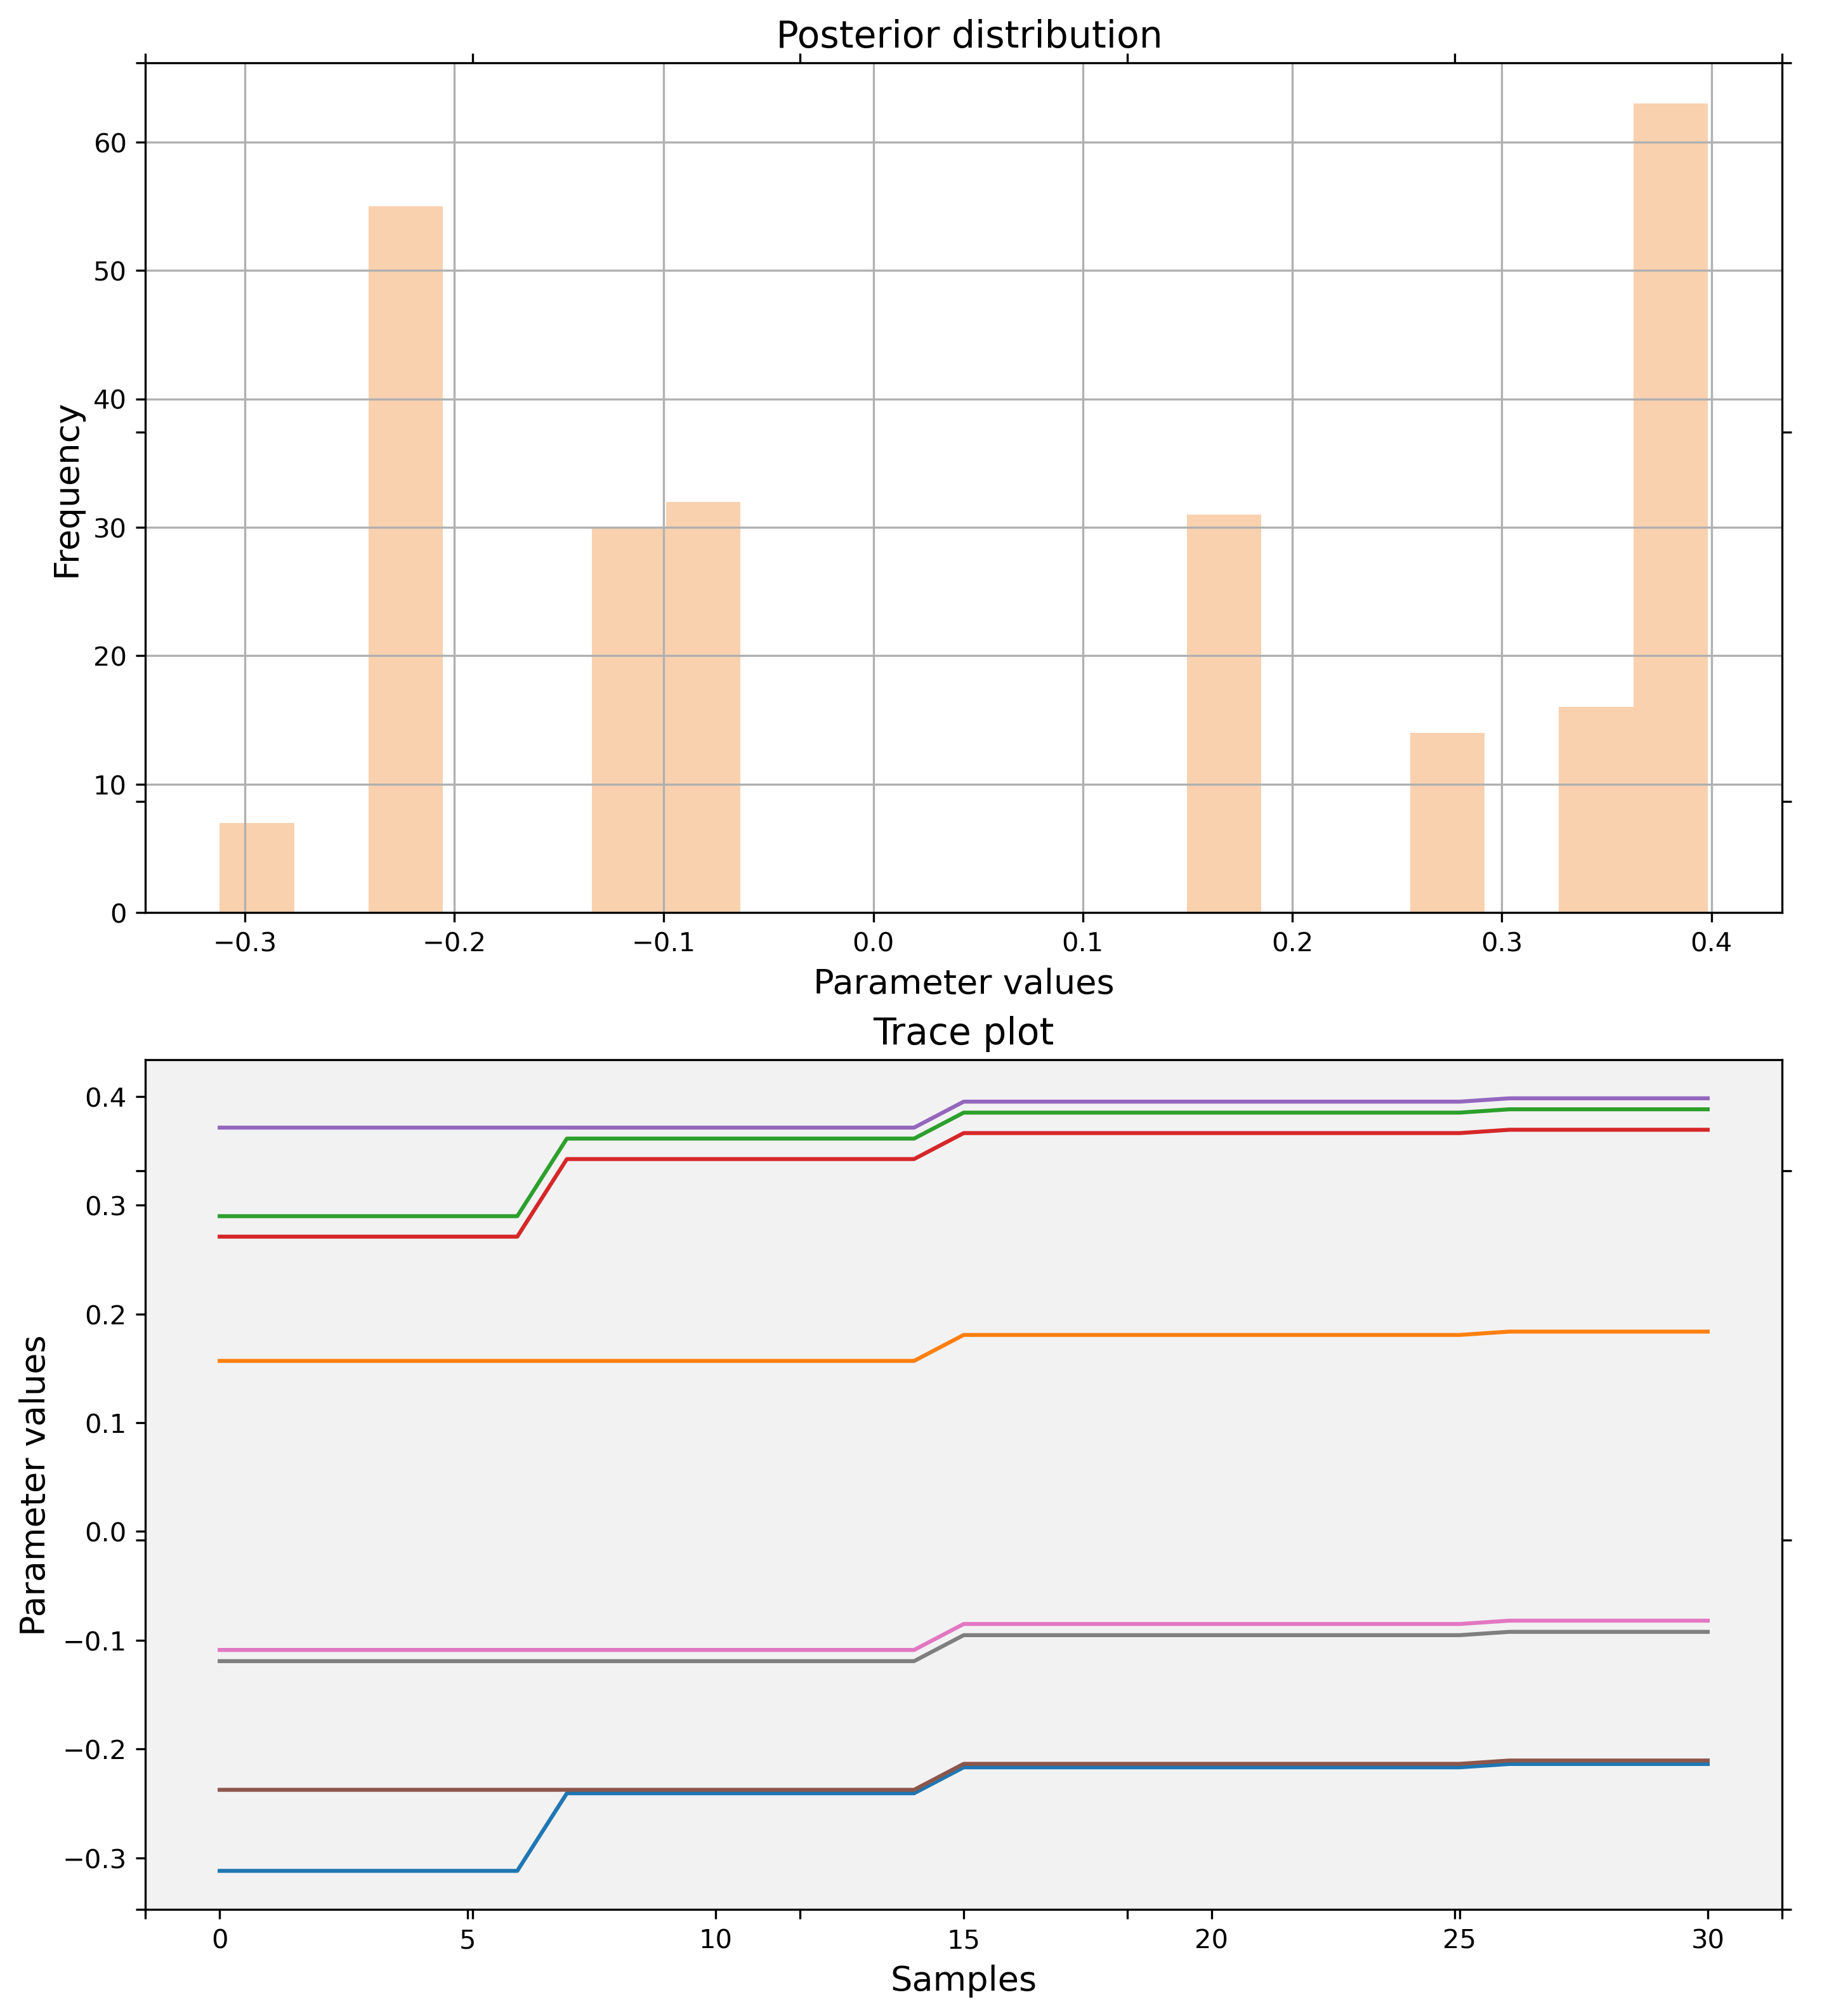 Posterior distribution
60
50
40
30
20
10
0
Frequency
−0.3 −0.2 −0.1 0.0 0.1 0.2 0.3 0.4
Parameter values
Trace plot
0.4
0.3
0.2
0.1
0.0
−0.1
−0.2
−0.3
Parameter values
0 5 10 15 20 25 30
Samples